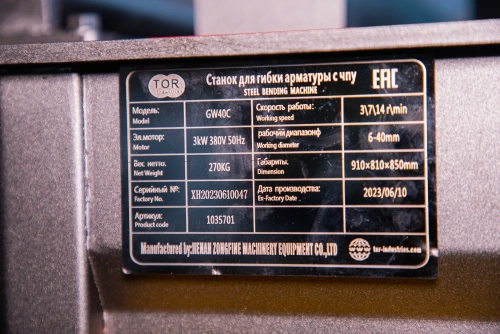 TOR
Станок для гибки арматуры с чпу
STEEL BENDING MACHINE
EAC
Модель:
Model
GW40C
Скорость работы:
Working speed
3\7\14 r\min
Эл.мотор:
Motor
3kW 380V 50Hz
рабочий диапазонф
Working diameter
6-40mm
Вес нетто.
Net Weight
270KG
Габариты.
Dimension
910×810×850mm
Серийный №:
Factory No.
XH20230610047
Дата производства:
Ex-Factory Date
2023/06/10
Артикул:
Product code
1035701
Manufactured by:HENAN ZONGFINE MACHINERY EQUIPMENT CO.,LTD
www
tor-industries.com